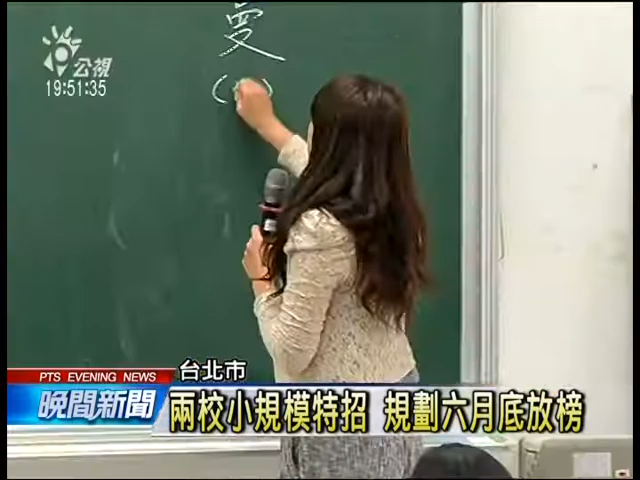 受
( )
公視
19:51:35
台北市
PTS EVENING NEWS
晚間新聞
兩校小規模特招 規劃六月底放榜